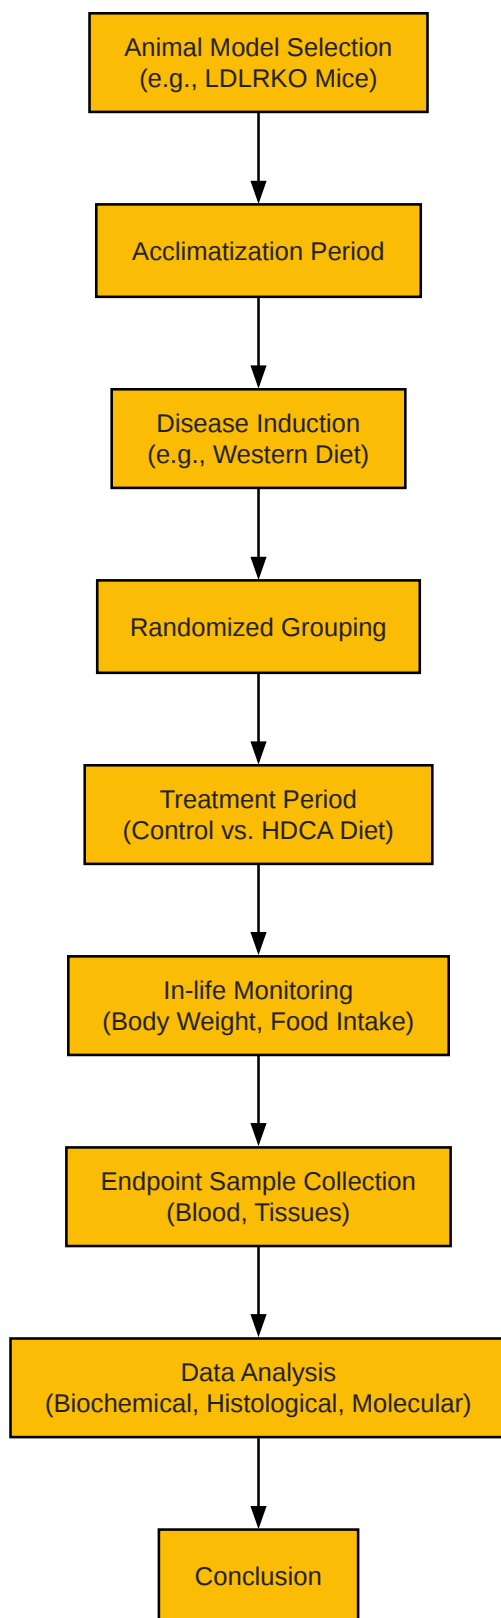 Animal Model Selection
(e.g., LDLRKO Mice)
Acclimatization Period
Disease Induction
(e.g., Western Diet)
Randomized Grouping
Treatment Period
(Control vs. HDCA Diet)
In-life Monitoring
(Body Weight, Food Intake)
Endpoint Sample Collection
(Blood, Tissues)
Data Analysis
(Biochemical, Histological, Molecular)
Conclusion